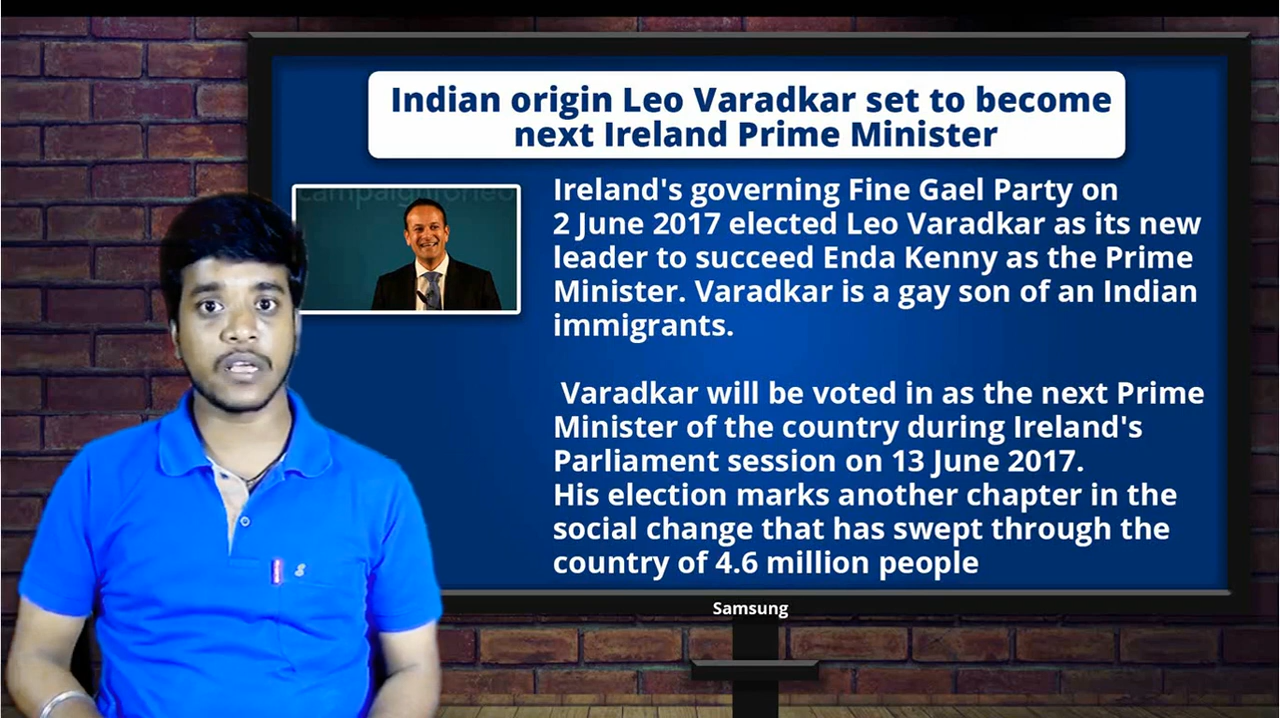 Indian origin Leo Varadkar set to become
next Ireland Prime Minister
campaignforleo
Ireland's governing Fine Gael Party on
2 June 2017 elected Leo Varadkar as its new
leader to succeed Enda Kenny as the Prime
Minister. Varadkar is a gay son of an Indian
immigrants.
Varadkar will be voted in as the next Prime
Minister of the country during Ireland's
Parliament session on 13 June 2017.
His election marks another chapter in the
social change that has swept through the
country of 4.6 million people
Samsung